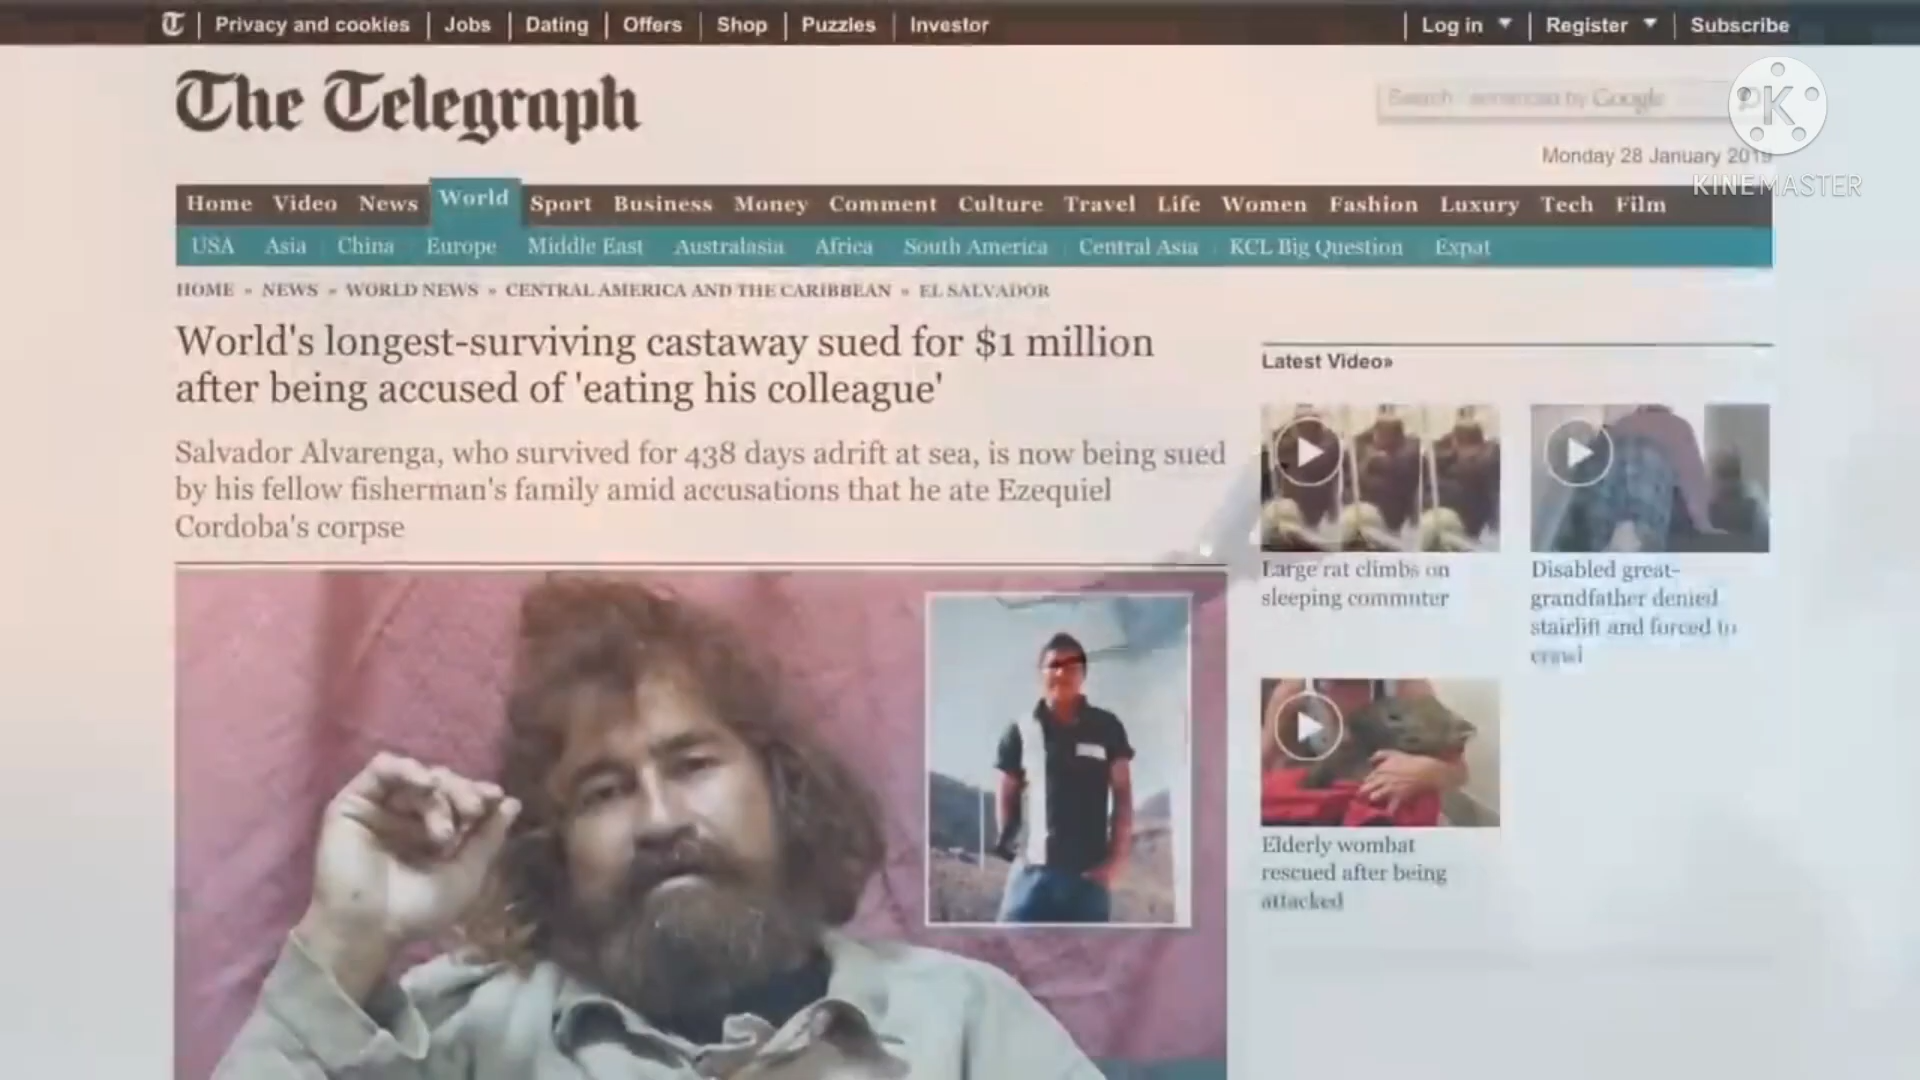 Privacy and cookies Jobs Dating Offers Shop Puzzles Investor Log in Register Subscribe
The Telegraph
Search - enhanced by Google
K
Monday 28 January 2019
KINEMASTER
Home Video News World Sport Business Money Comment Culture Travel Life Women Fashion Luxury Tech Film
USA Asia China Europe Middle East Australasia Africa South America Central Asia KCL Big Question Expat
HOME » NEWS » WORLD NEWS » CENTRAL AMERICA AND THE CARIBBEAN » EL SALVADOR
World's longest-surviving castaway sued for $1 million
after being accused of 'eating his colleague'
Salvador Alvarenga, who survived for 438 days adrift at sea, is now being sued
by his fellow fisherman's family amid accusations that he ate Ezequiel
Cordoba's corpse
Latest Video»
Large rat climbs on
sleeping commuter
Disabled great-
grandfather denied
stairlift and forced to
crawl
Elderly wombat
rescued after being
attacked